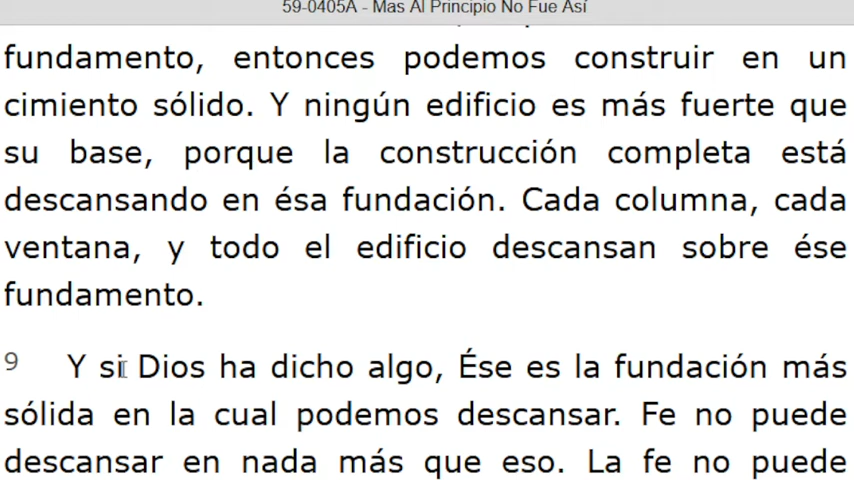 59-0405A - Mas Al Principio No Fue Así
fundamento, entonces podemos construir en un
cimiento sólido. Y ningún edificio es más fuerte que
su base, porque la construcción completa está
descansando en ésa fundación. Cada columna, cada
ventana, y todo el edificio descansan sobre ése
fundamento.
9 Y si Dios ha dicho algo, Ése es la fundación más
sólida en la cual podemos descansar. Fe no puede
descansar en nada más que eso. La fe no puede